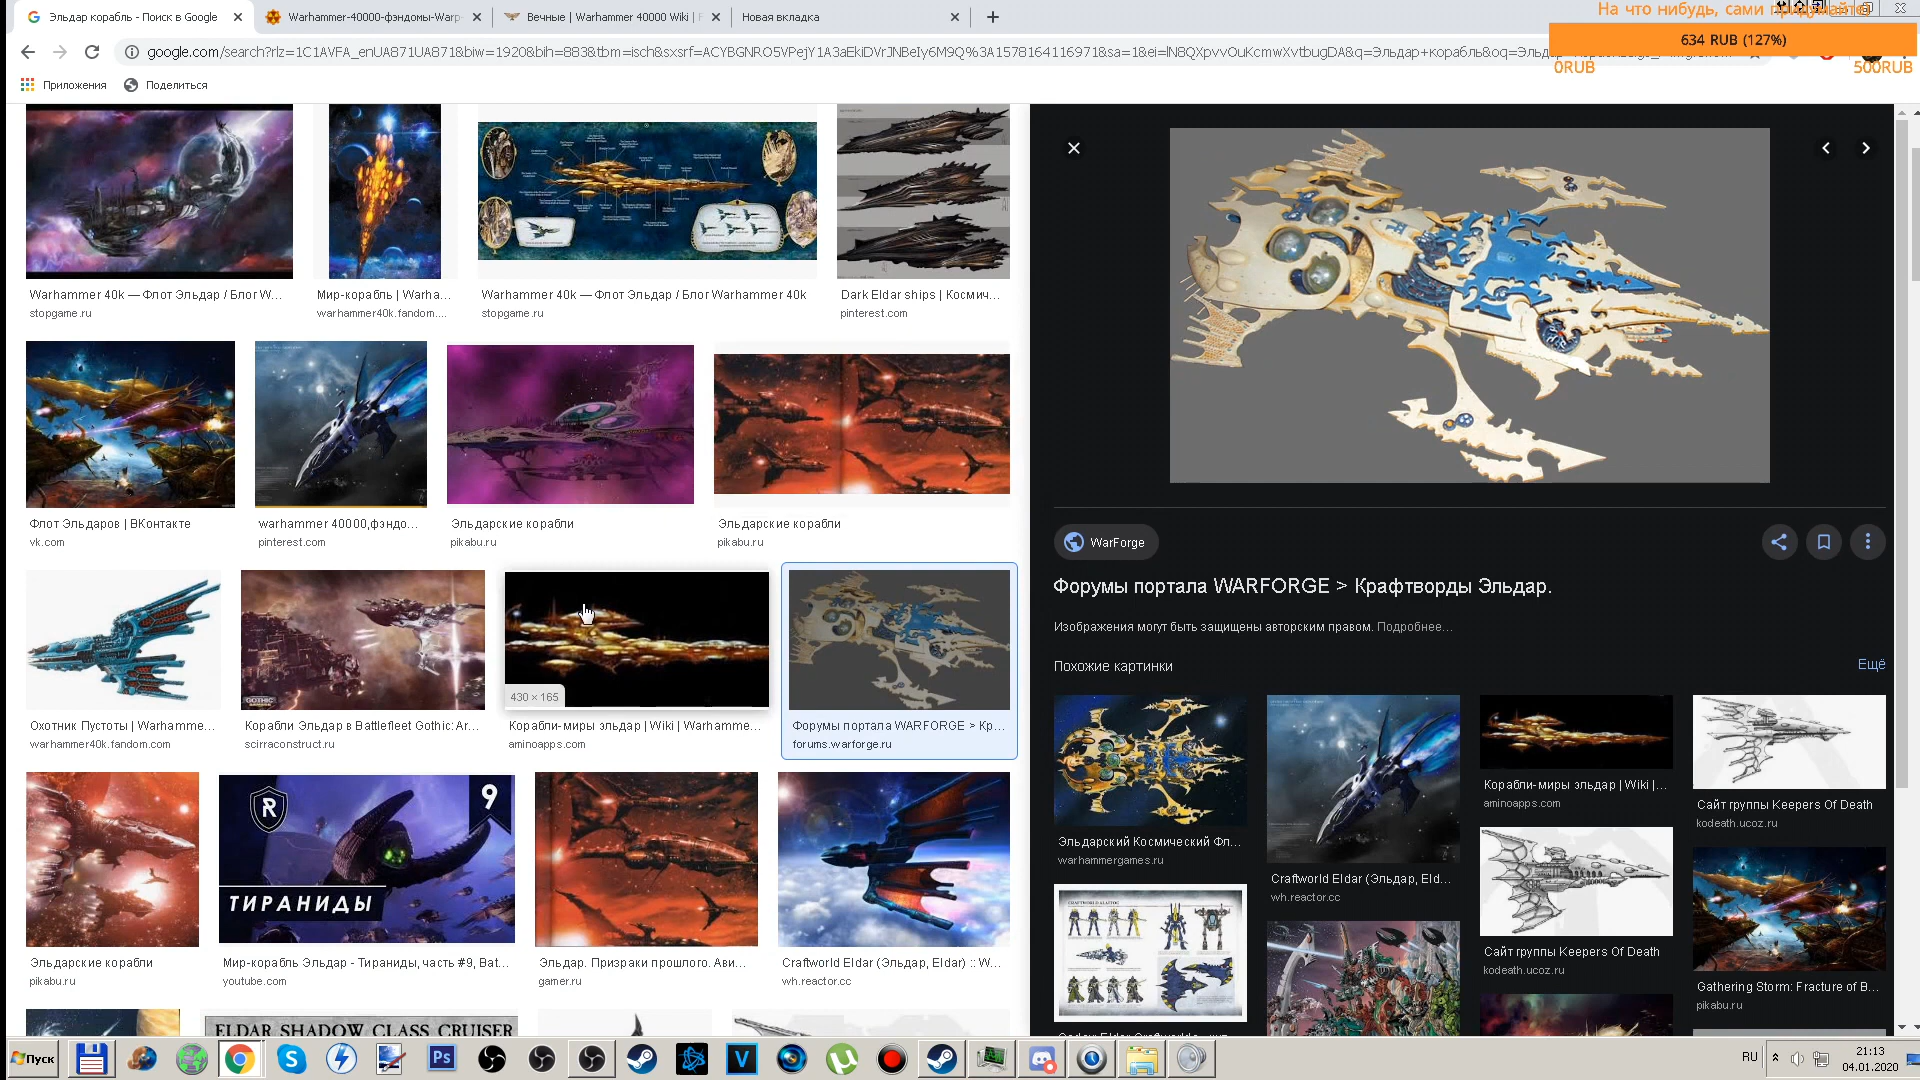 Эльдар корабль - Поиск в Google
Warhammer-40000-фэндомы-Warp
Вечные | Warhammer 40000 Wiki | F
Новая вкладка
На что нибудь, сами придумайте!
634 RUB (127%)
0RUB
500RUB
Приложения
Поделиться
Warhammer 40k — Флот Эльдар / Блог W...
stopgame.ru
Мир-корабль | Warha...
warhammer40k.fandom....
Warhammer 40k — Флот Эльдар / Блог Warhammer 40k
stopgame.ru
Dark Eldar ships | Космич...
pinterest.com
Флот Эльдаров | ВКонтакте
vk.com
warhammer 40000,фэндо...
pinterest.com
Эльдарские корабли
pikabu.ru
Эльдарские корабли
pikabu.ru
430 × 165
Охотник Пустоты | Warhamme...
warhammer40k.fandom.com
Корабли Эльдар в Battlefleet Gothic: Ar...
scirraconstruct.ru
Корабли-миры эльдар | Wiki | Warhamme...
aminoapps.com
Форумы портала WARFORGE > Кр...
forums.warforge.ru
R
9
ТИРАНИДЫ
Эльдарские корабли
pikabu.ru
Мир-корабль Эльдар - Тираниды, часть #9, Bat...
youtube.com
Эльдар. Призраки прошлого. Ави...
gamer.ru
Craftworld Eldar (Эльдар, Eldar) :: W...
wh.reactor.cc
ELDAR SHADOW CLASS CRUISER
WarForge
Форумы портала WARFORGE > Крафтворды Эльдар.
Изображения могут быть защищены авторским правом. Подробнее...
Похожие картинки
Ещё
Эльдарский Космический Фл...
warhammergames.ru
Craftworld Eldar (Эльдар, Eld...
wh.reactor.cc
Корабли-миры эльдар | Wiki |...
aminoapps.com
Сайт группы Keepers Of Death
kodeath.ucoz.ru
Сайт группы Keepers Of Death
kodeath.ucoz.ru
Gathering Storm: Fracture of B...
pikabu.ru
Пуск
Ps
V
RU
21:13
04.01.2020